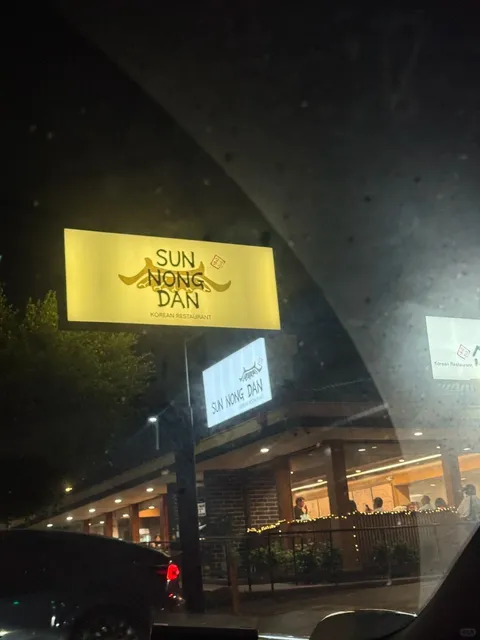 SUN
NONG
DAN
KOREAN RESTAURANT
SUN NONG DAN
Korean Restaurant